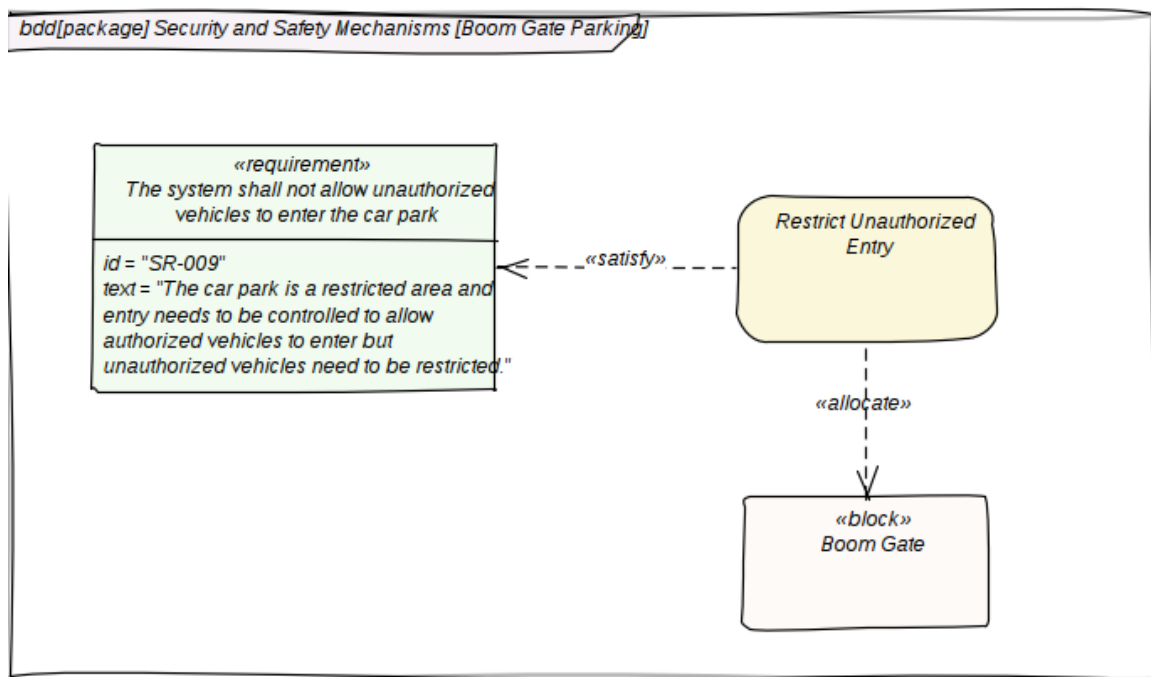 bdd[package] Security and Safety Mechanisms [Boom Gate Parking]
«requirement»
The system shall not allow unauthorized
vehicles to enter the car park
id = "SR-009"
text = "The car park is a restricted area and
entry needs to be controlled to allow
authorized vehicles to enter but
unauthorized vehicles need to be restricted."
«satisfy»
Restrict Unauthorized
Entry
«allocate»
«block»
Boom Gate